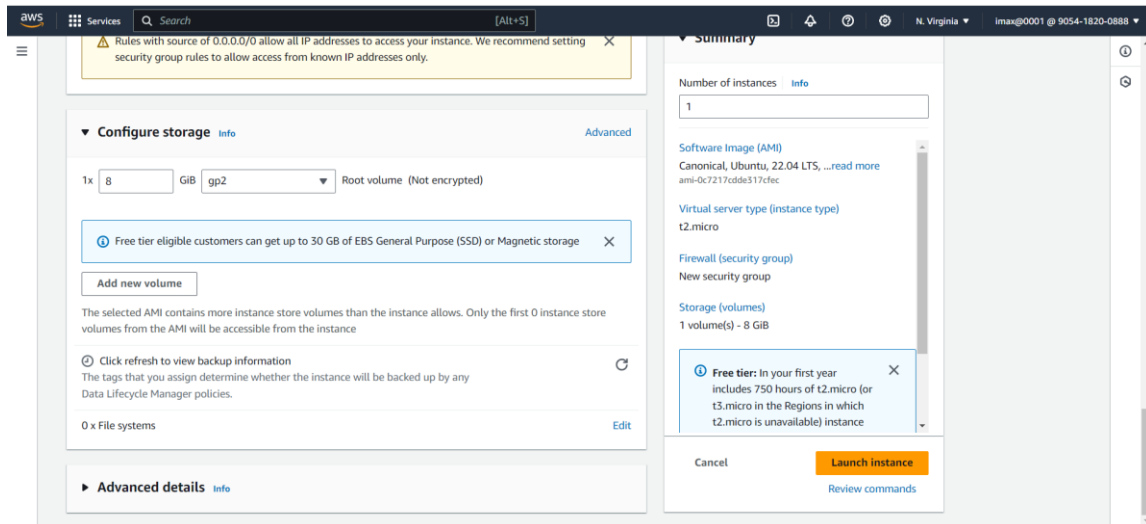 aws
Services
Search
[Alt+S]
N. Virginia
imax@0001 @ 9054-1820-0888
Rules with source of 0.0.0.0/0 allow all IP addresses to access your instance. We recommend setting
security group rules to allow access from known IP addresses only.
Configure storage Info
Advanced
1x 8 GiB gp2 Root volume (Not encrypted)
Free tier eligible customers can get up to 30 GB of EBS General Purpose (SSD) or Magnetic storage
Add new volume
The selected AMI contains more instance store volumes than the instance allows. Only the first 0 instance store
volumes from the AMI will be accessible from the instance
Click refresh to view backup information
The tags that you assign determine whether the instance will be backed up by any
Data Lifecycle Manager policies.
0 x File systems
Edit
Advanced details Info
Summary
Number of instances Info
1
Software Image (AMI)
Canonical, Ubuntu, 22.04 LTS, ...read more
ami-0c7217cdde317cfec
Virtual server type (instance type)
t2.micro
Firewall (security group)
New security group
Storage (volumes)
1 volume(s) - 8 GiB
Free tier: In your first year
includes 750 hours of t2.micro (or
t3.micro in the Regions in which
t2.micro is unavailable) instance
Cancel
Launch instance
Review commands